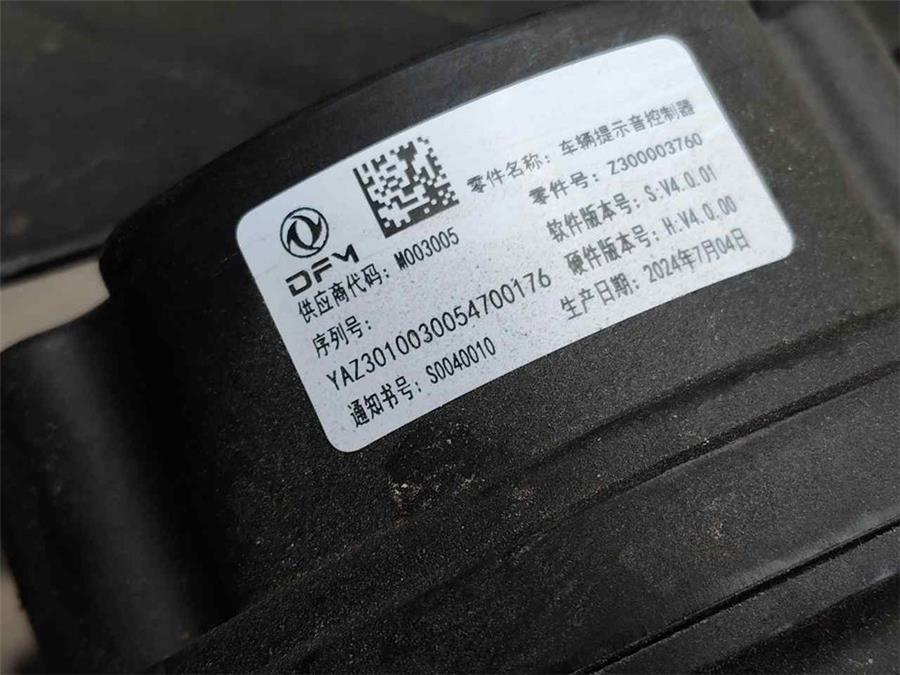 DFM
零件名称：车辆提示音控制器
零件号：Z300003760
供应商代码：M003005
软件版本号：S:V4.0.01
序列号：
硬件版本号：H:V4.0.00
YAZ3010030054700176
生产日期：2024年7月04日
通知书号：S0040010